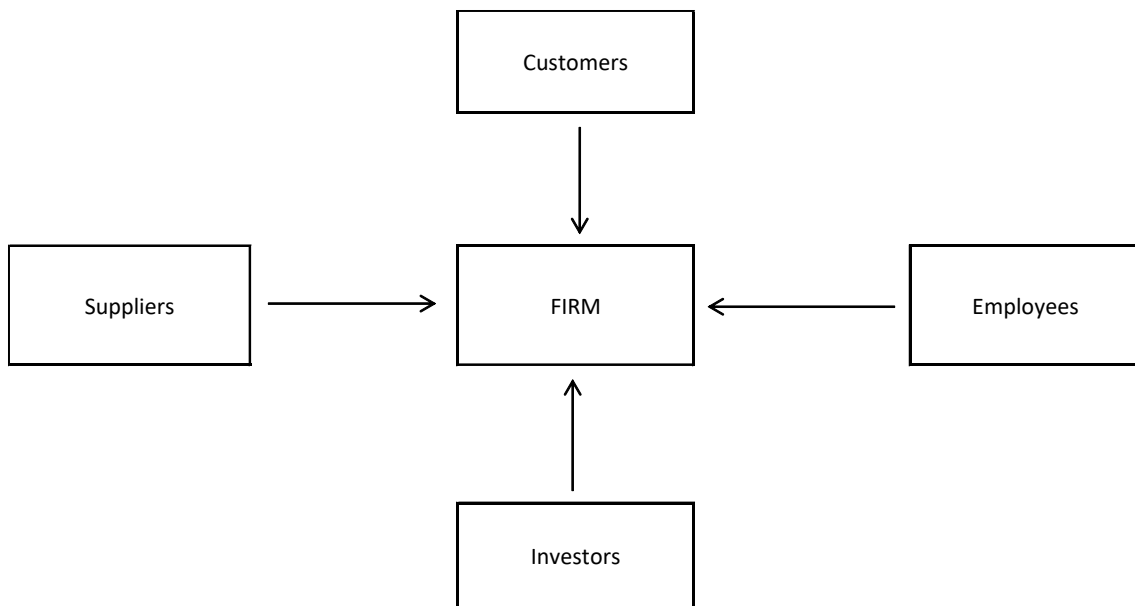 Customers
Suppliers
FIRM
Employees
Investors